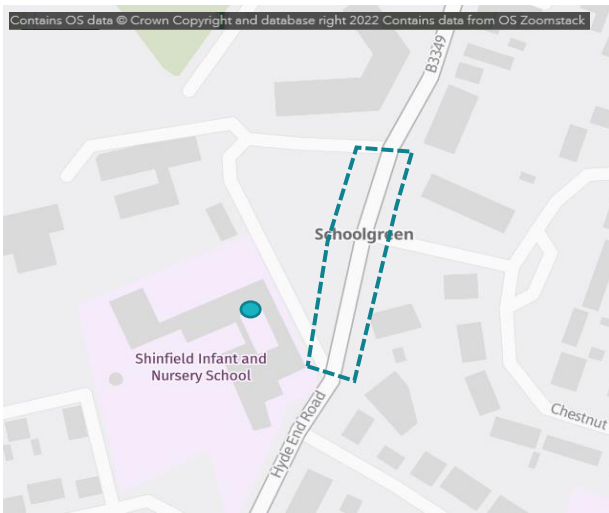 Contains OS data © Crown Copyright and database right 2022 Contains data from OS Zoomstack
B3349
Schoolgreen
Shinfield Infant and
Nursery School
Chestnut
Hyde End Road